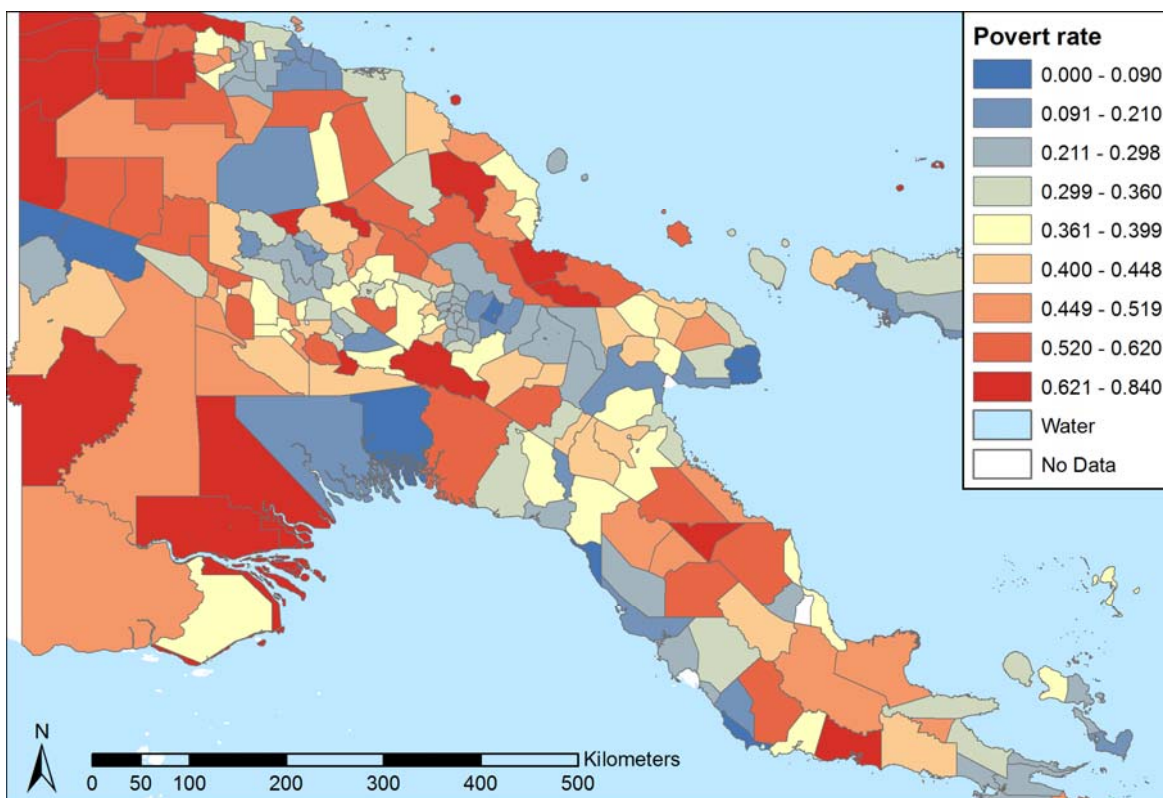 Povert rate
0.000 - 0.090
0.091 - 0.210
0.211 - 0.298
0.299 - 0.360
0.361 - 0.399
0.400 - 0.448
0.449 - 0.519
0.520 - 0.620
0.621 - 0.840
Water
No Data
N
Kilometers
0 50 100 200 300 400 500